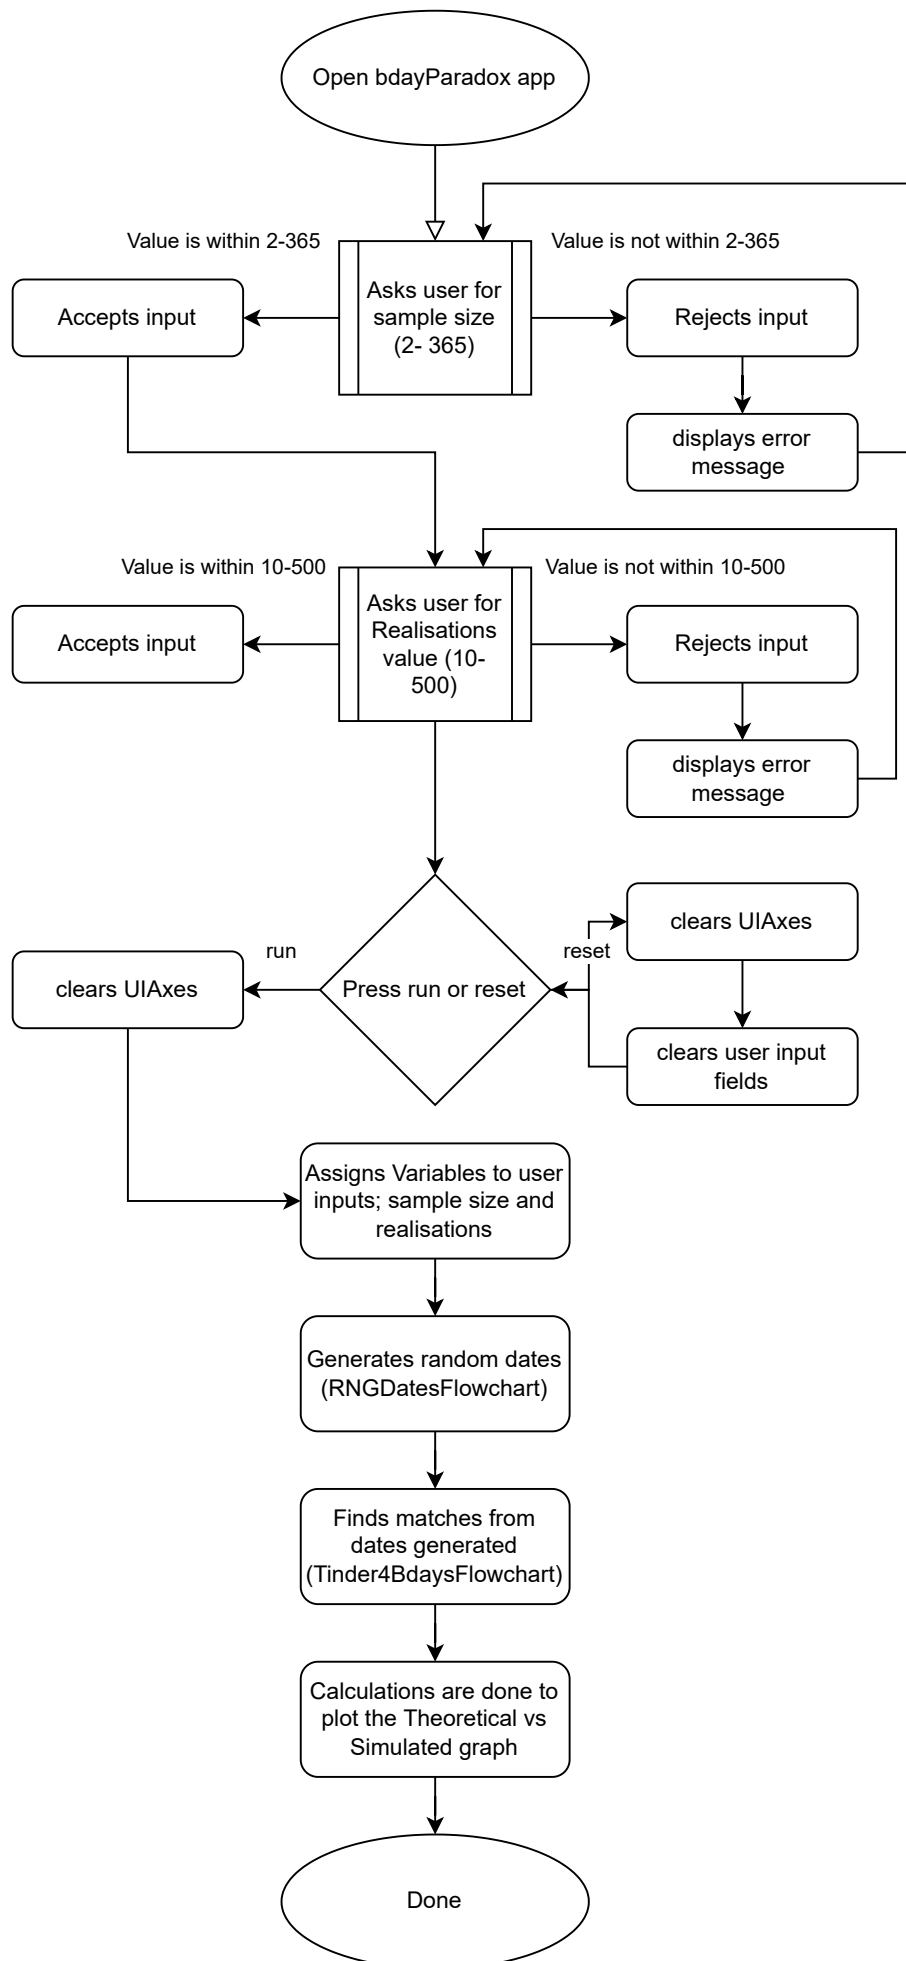 Open bdayParadox app
Value is within 2-365
Value is not within 2-365
Accepts input
Asks user for
sample size
(2- 365)
Rejects input
displays error
message
Value is within 10-500
Value is not within 10-500
Accepts input
Asks user for
Realisations
value (10-
500)
Rejects input
displays error
message
clears UIAxes
run
reset
clears UIAxes
Press run or reset
clears user input
fields
Assigns Variables to user
inputs; sample size and
realisations
Generates random dates
(RNGDatesFlowchart)
Finds matches from
dates generated
(Tinder4BdaysFlowchart)
Calculations are done to
plot the Theoretical vs
Simulated graph
Done